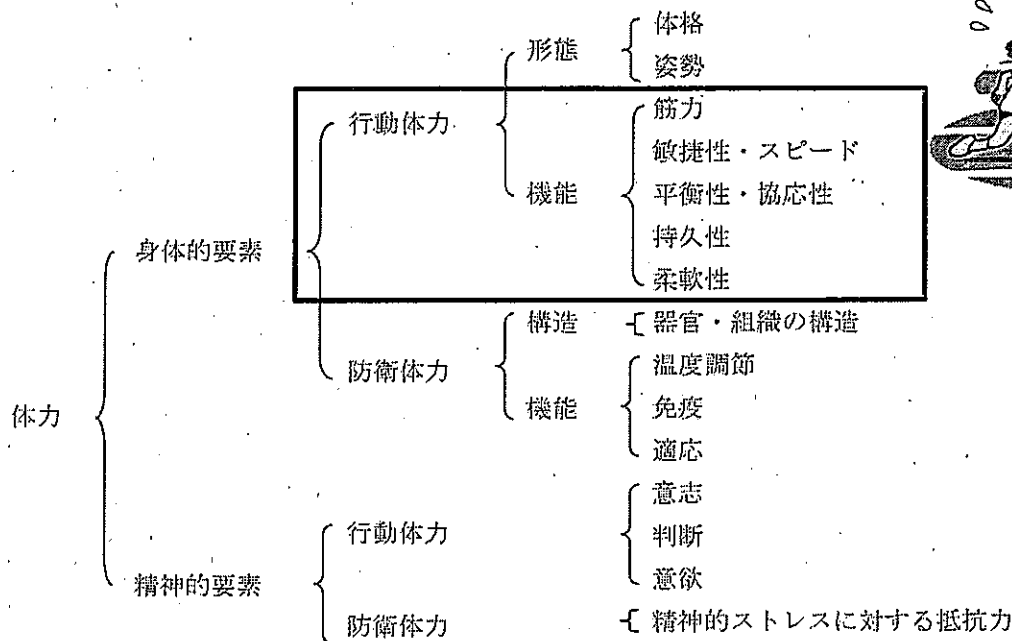 体格
形態
姿勢
筋力
行動体力
敏捷性・スピード
機能
平衡性・協応性
持久性
身体的要素
柔軟性
構造
器官・組織の構造
防衛体力
温度調節
体力
機能
免疫
適応
意志
行動体力
判断
精神的要素
意欲
防衛体力
精神的ストレスに対する抵抗力